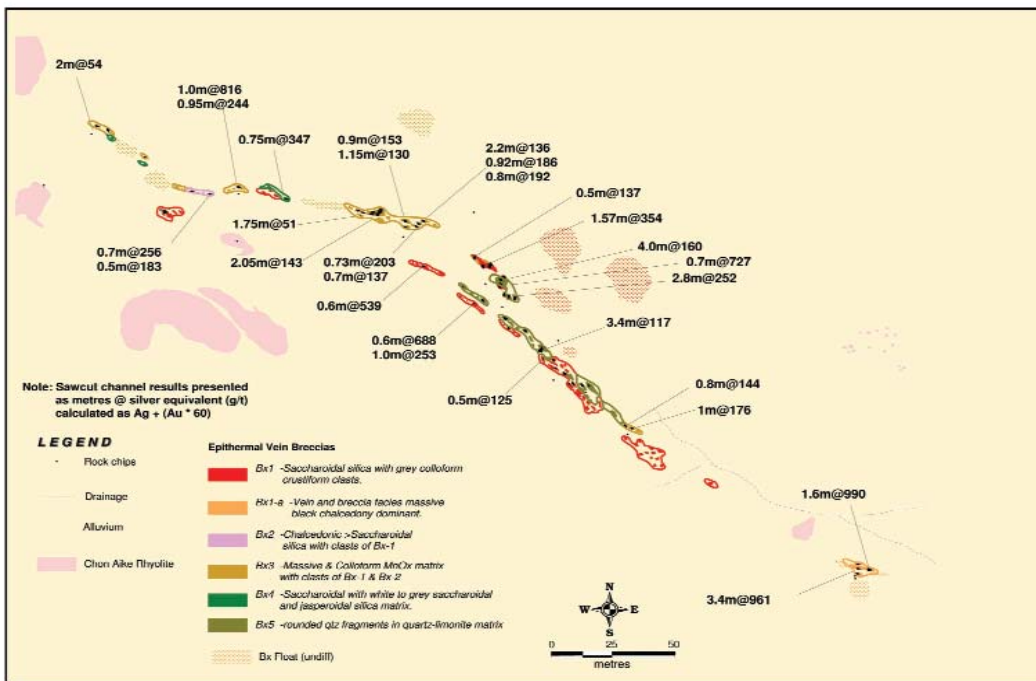 2m@54
1.0m@816
0.95m@244
0.75m@347
0.9m@153
1.15m@130
2.2m@136
0.92m@186
0.8m@192
0.5m@137
1.57m@354
4.0m@160
0.7m@727
2.8m@252
1.75m@51
0.7m@256
0.5m@183
2.05m@143
0.73m@203
0.7m@137
0.6m@539
0.6m@688
1.0m@253
3.4m@117
0.5m@125
0.8m@144
1m@176
1.6m@990
3.4m@961
Note: Sawcut channel results presented
as metres @ silver equivalent (g/t)
calculated as Ag + (Au * 60)
LEGEND
Rock chips
Drainage
Alluvium
Chon Aike Rhyolite
Epithermal Vein Breccias
Bx1 -Saccharoidal silica with grey colloform
crustiform clasts.
Bx1-a -Vein and breccia facies massive
black chalcedony dominant.
Bx2 -Chalcedonic >Saccharoidal
silica with clasts of Bx-1
Bx3 -Massive & Colloform MnOx matrix
with clasts of Bx-1 & Bx-2
Bx4 -Saccharoidal with white to grey saccharoidal
and jasperoidal silica matrix.
Bx5 -rounded qtz fragments in quartz-limonite matrix
Bx Float (undiff)
N
W E
S
0 25 50
metres